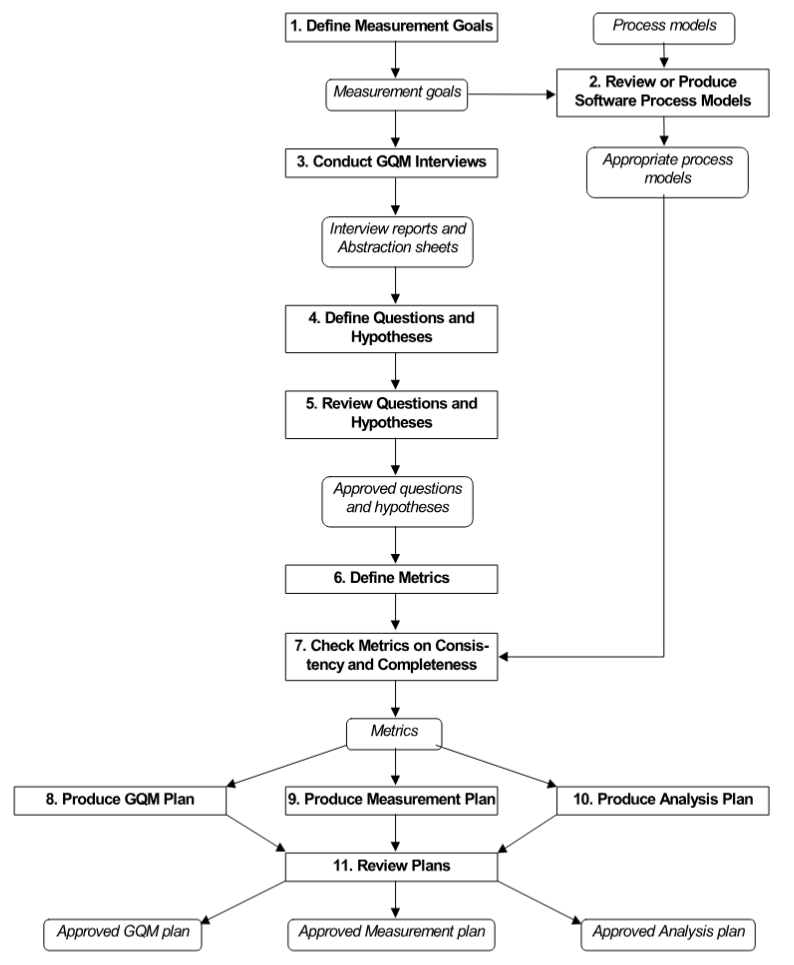 1. Define Measurement Goals
Process models
Measurement goals
2. Review or Produce
Software Process Models
3. Conduct GQM Interviews
Appropriate process
models
Interview reports and
Abstraction sheets
4. Define Questions and
Hypotheses
5. Review Questions and
Hypotheses
Approved questions
and hypotheses
6. Define Metrics
7. Check Metrics on Consis-
tency and Completeness
Metrics
8. Produce GQM Plan
9. Produce Measurement Plan
10. Produce Analysis Plan
11. Review Plans
Approved GQM plan
Approved Measurement plan
Approved Analysis plan